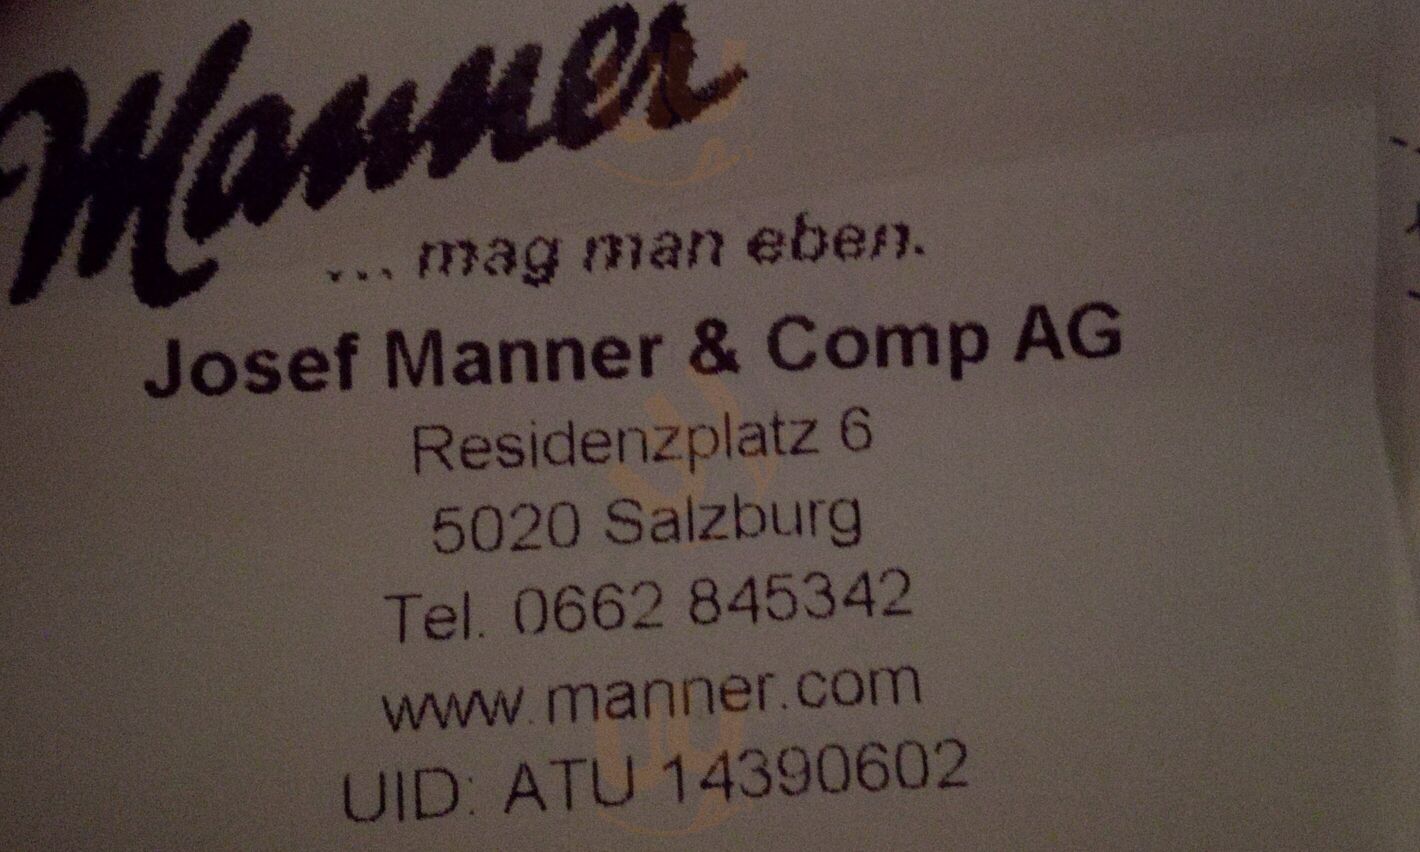 Manner
... mag man eben.
Josef Manner & Comp AG
Residenzplatz 6
5020 Salzburg
Tel. 0662 845342
www.manner.com
UID: ATU 14390602